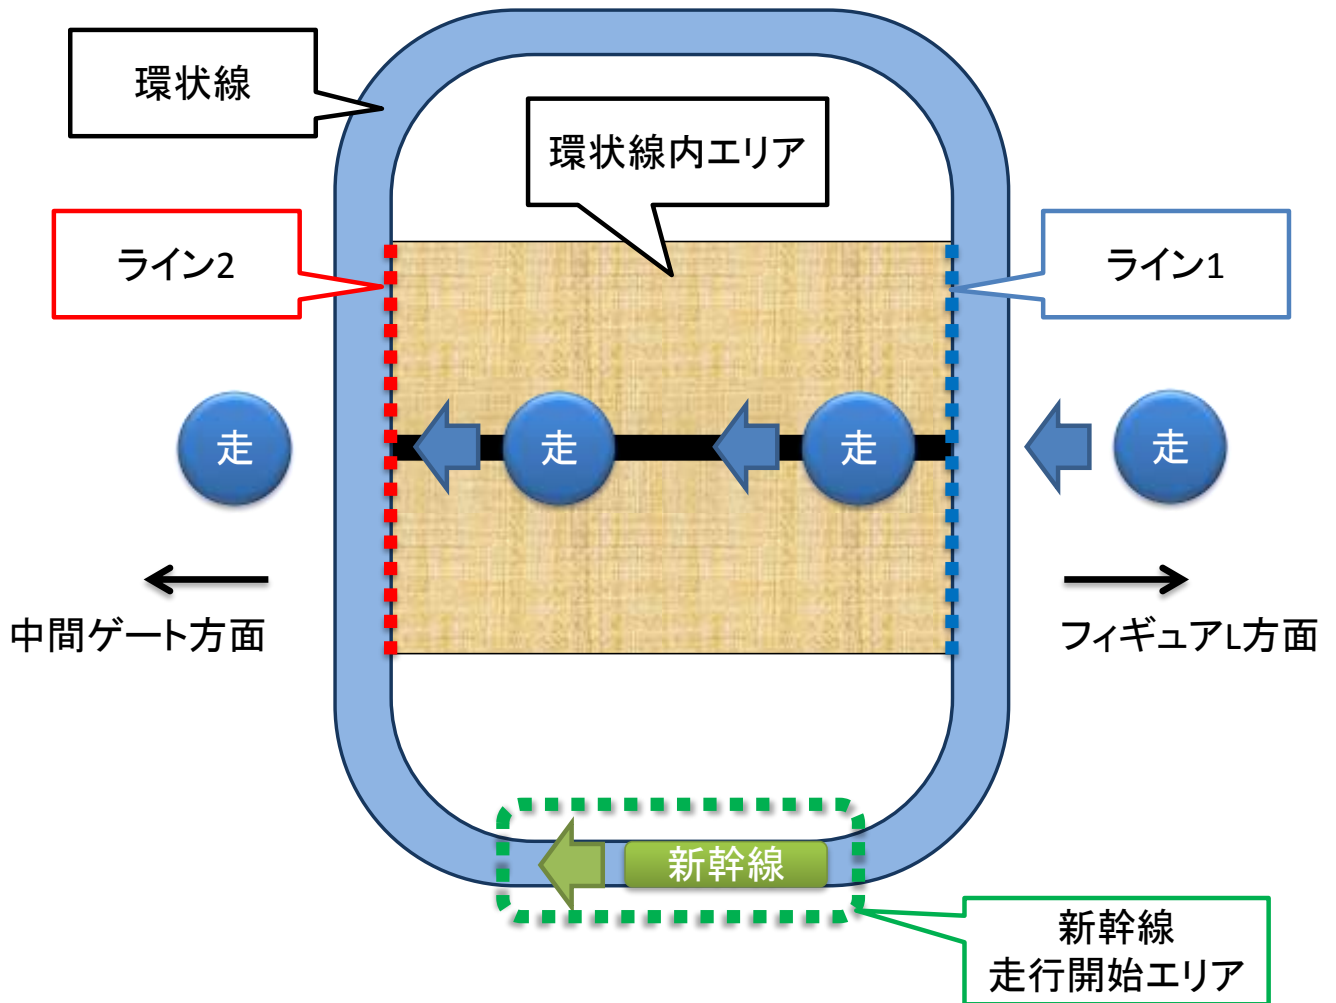 環状線
環状線内エリア
ライン2
ライン1
走
走
走
走
中間ゲート方面
フィギュアL方面
新幹線
新幹線
走行開始エリア